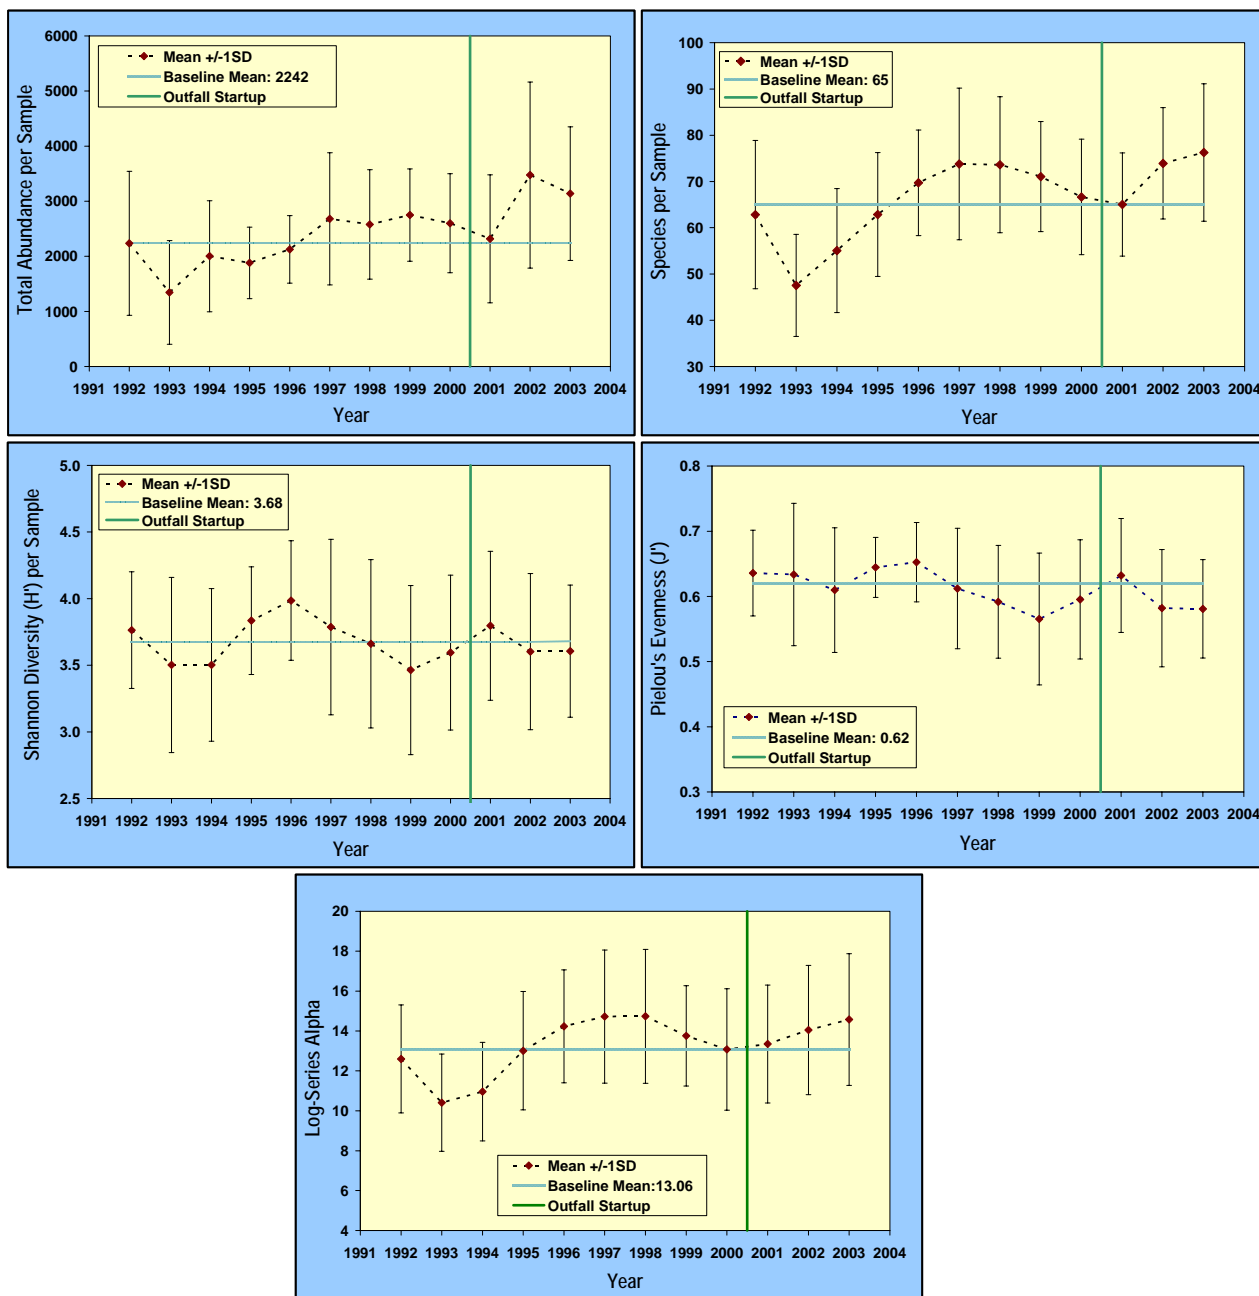 6000
5000
4000
3000
2000
1000
0
Total Abundance per Sample
Mean +/-1SD
Baseline Mean: 2242
Outfall Startup
1991 1992 1993 1994 1995 1996 1997 1998 1999 2000 2001 2002 2003 2004
Year
100
90
80
70
60
50
40
30
Species per Sample
Mean +/-1SD
Baseline Mean: 65
Outfall Startup
1991 1992 1993 1994 1995 1996 1997 1998 1999 2000 2001 2002 2003 2004
Year
5.0
4.5
4.0
3.5
3.0
2.5
Shannon Diversity (H') per Sample
Mean +/-1SD
Baseline Mean: 3.68
Outfall Startup
1991 1992 1993 1994 1995 1996 1997 1998 1999 2000 2001 2002 2003 2004
Year
0.8
0.7
0.6
0.5
0.4
0.3
Pielou's Evenness (J')
Mean +/-1SD
Baseline Mean: 0.62
Outfall Startup
1991 1992 1993 1994 1995 1996 1997 1998 1999 2000 2001 2002 2003 2004
Year
20
18
16
14
12
10
8
6
4
Log-Series Alpha
Mean +/-1SD
Baseline Mean:13.06
Outfall Startup
1991 1992 1993 1994 1995 1996 1997 1998 1999 2000 2001 2002 2003 2004
Year